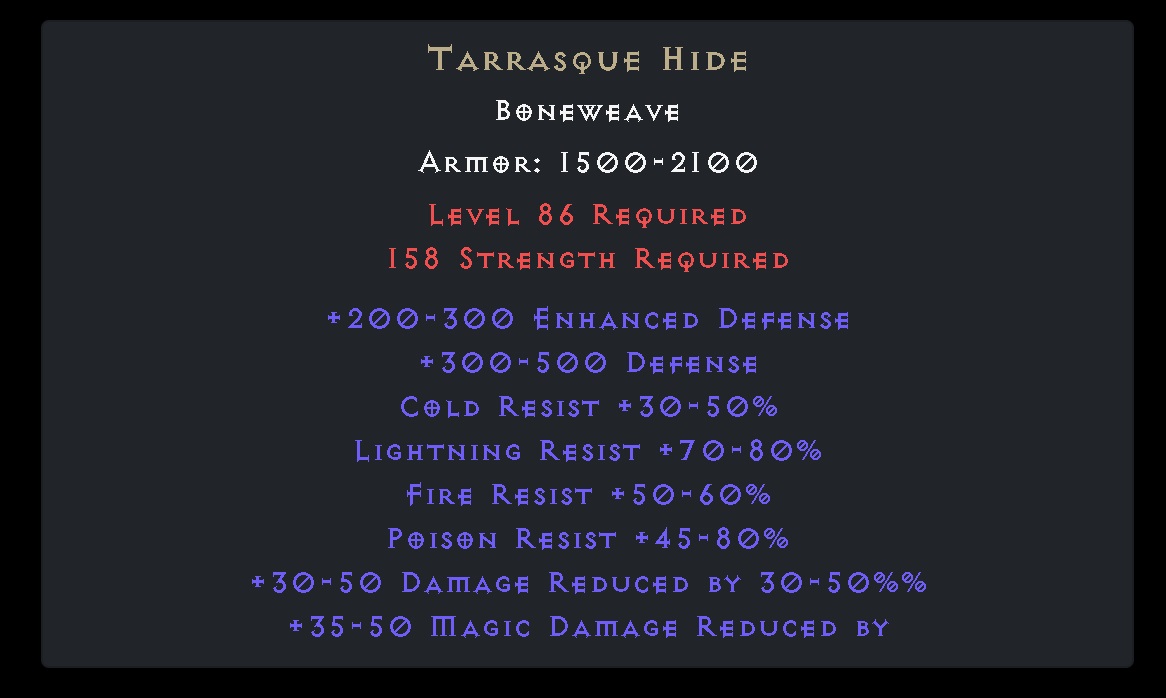 Tarrasque Hide
Boneweave
Armor: 1500-2100
Level 86 Required
158 Strength Required
+200-300 Enhanced Defense
+300-500 Defense
Cold Resist +30-50%
Lightning Resist +70-80%
Fire Resist +50-60%
Poison Resist +45-80%
+30-50 Damage Reduced by 30-50%%
+35-50 Magic Damage Reduced by